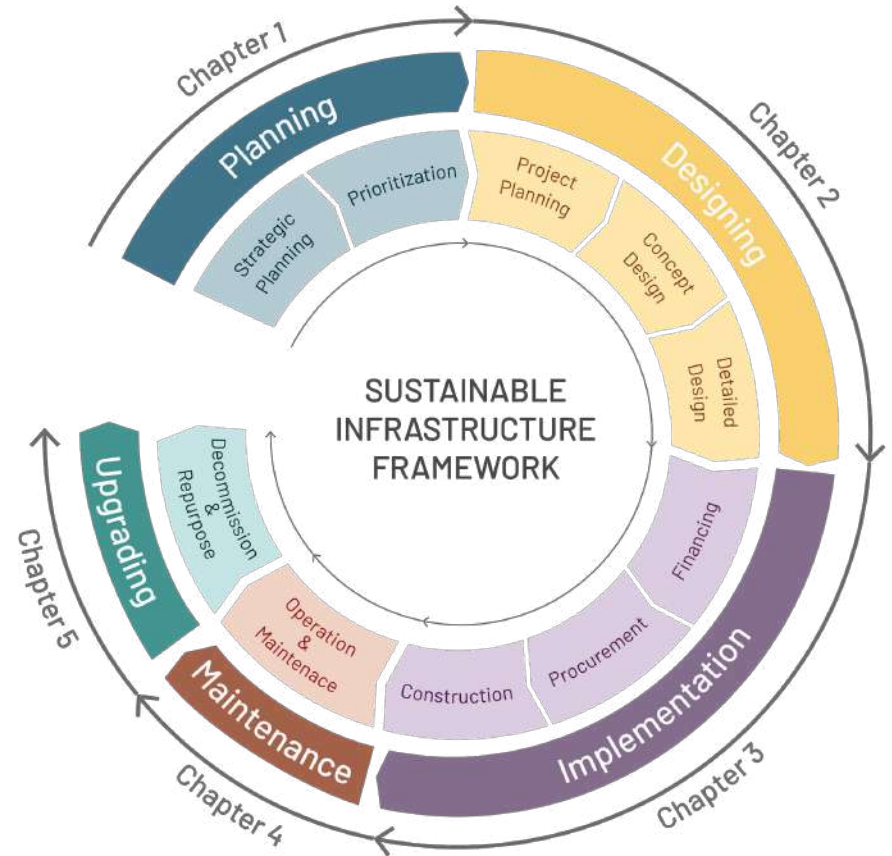 Chapter 1
Planning
Strategic
Planning
Prioritization
Chapter 2
Designing
Project
Planning
Concept
Design
Detailed
Design
Chapter 3
Implementation
Financing
Procurement
Construction
Chapter 4
Maintenance
Operation
&
Maintenace
Chapter 5
Upgrading
Decommission
&
Repurpose
SUSTAINABLE
INFRASTRUCTURE
FRAMEWORK